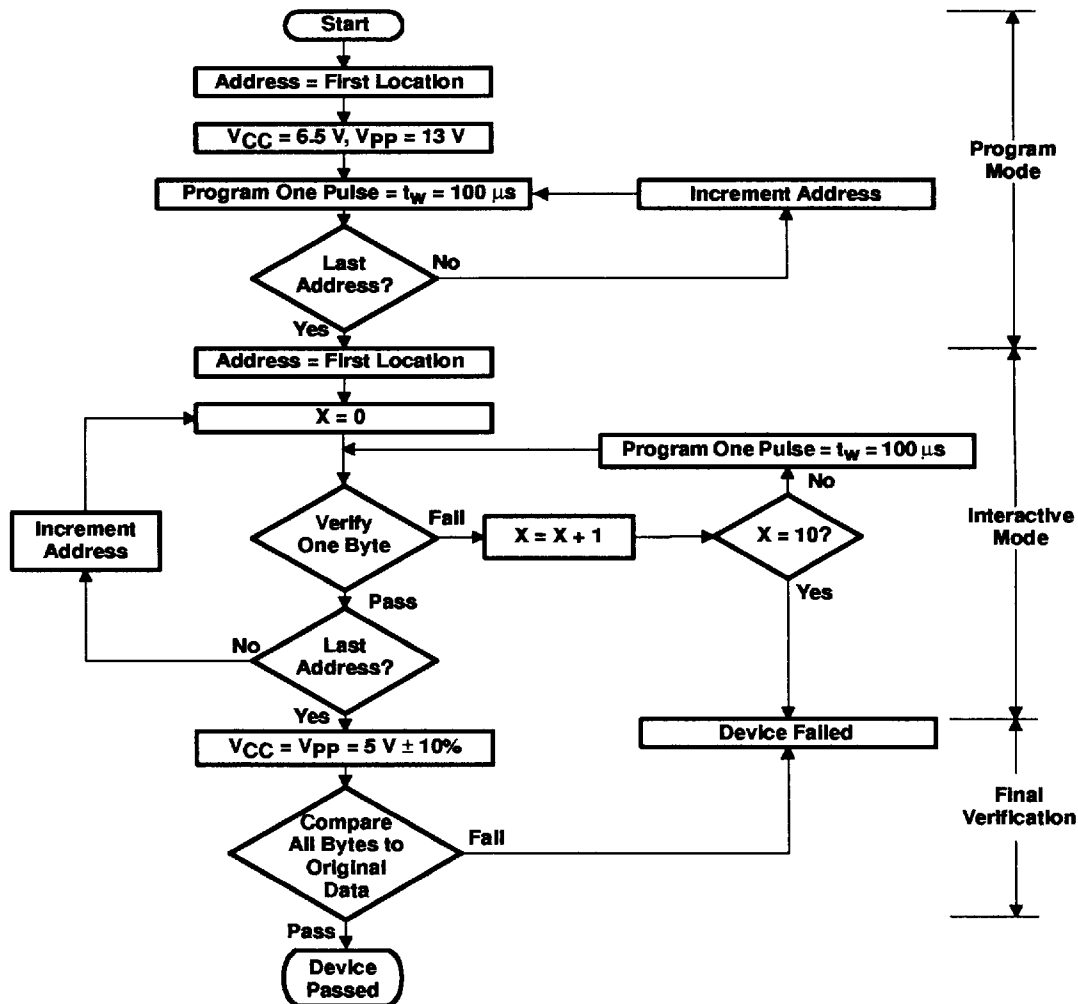 Start
Address = First Location
VCC = 6.5 V, VPP = 13 V
Program
Mode
Program One Pulse = tw = 100 μs
Increment Address
Last
Address?
No
Yes
Address = First Location
X = 0
Program One Pulse = tw = 100 μs
No
Increment
Address
Verify
One Byte
Fail
X = X + 1
X = 10?
Interactive
Mode
Pass
Yes
No
Last
Address?
Yes
Device Failed
VCC = VPP = 5 V ± 10%
Final
Verification
Compare
All Bytes to
Original
Data
Fail
Pass
Device
Passed